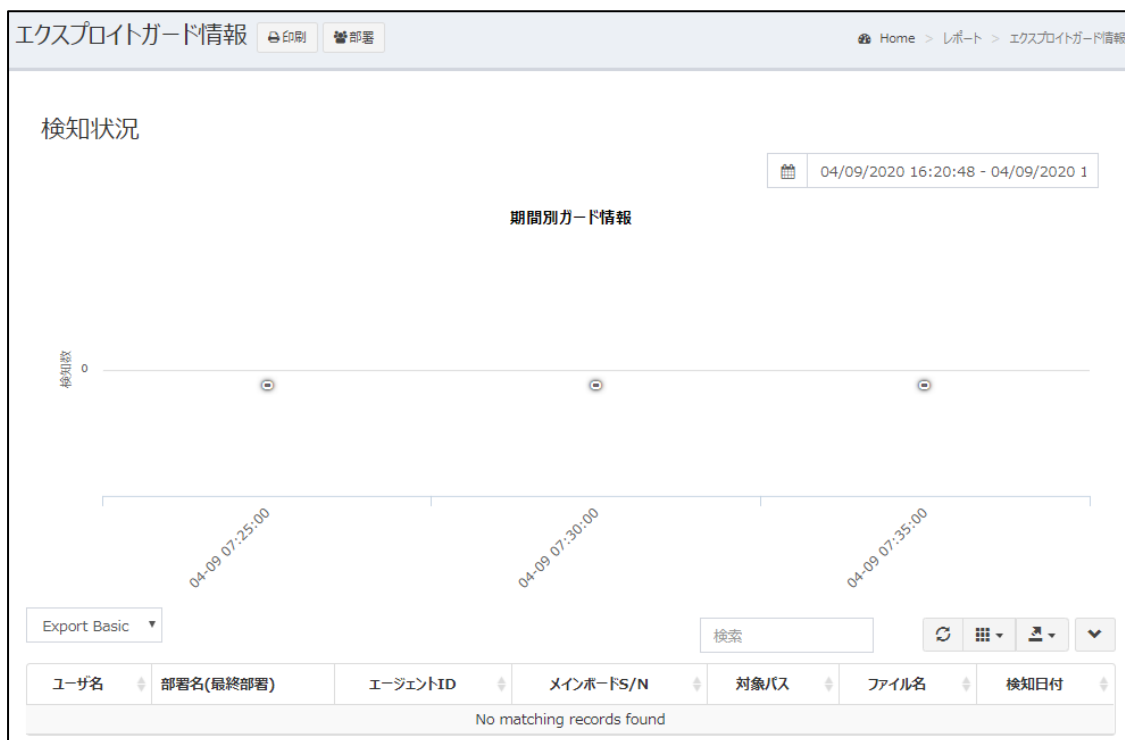 エクスプロイトガード情報 印刷 部署 Home > レポート > エクスプロイトガード情報
検知状況
04/09/2020 16:20:48 - 04/09/2020 1
期間別ガード情報
検知数
0
04-09 07:25:00 04-09 07:30:00 04-09 07:35:00
Export Basic 検索
ユーザ名 部署名(最終部署) エージェントID メインボードS/N 対象パス ファイル名 検知日付
No matching records found